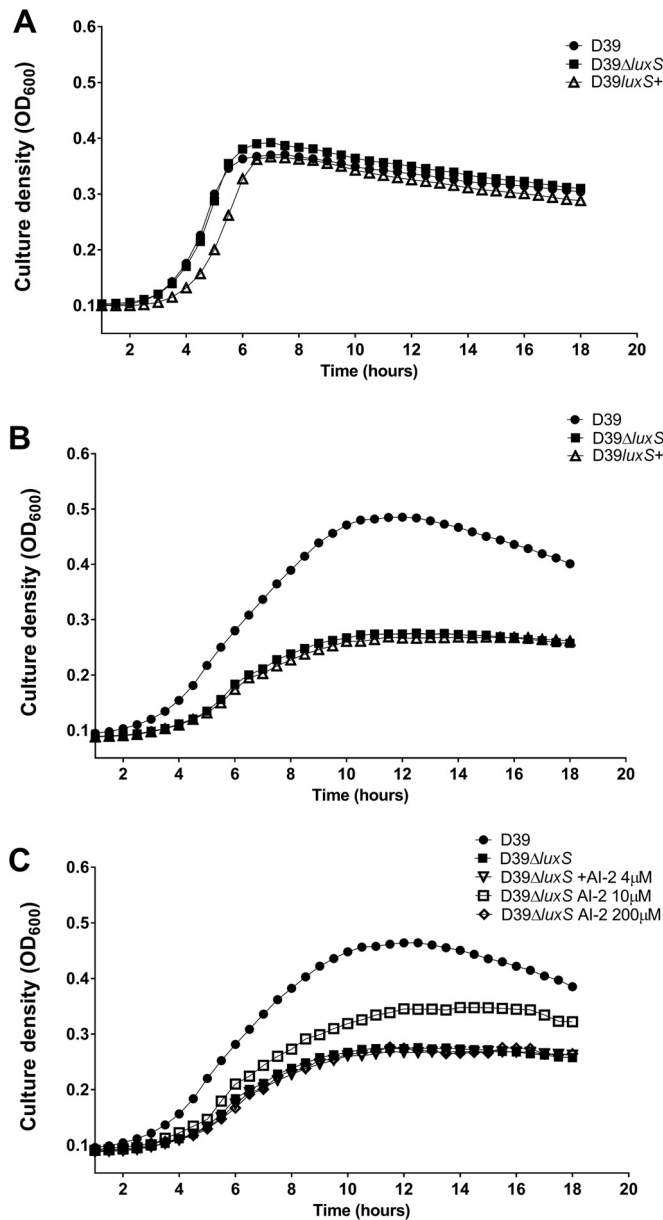 A
D39
D39ΔluxS
D39luxS+
Culture density (OD600)
0.6
0.5
0.4
0.3
0.2
0.1
2 4 6 8 10 12 14 16 18 20
Time (hours)
B
D39
D39ΔluxS
D39luxS+
Culture density (OD600)
0.6
0.5
0.4
0.3
0.2
0.1
2 4 6 8 10 12 14 16 18 20
Time (hours)
C
D39
D39ΔluxS
D39ΔluxS +AI-2 4μM
D39ΔluxS AI-2 10μM
D39ΔluxS AI-2 200μM
Culture density (OD600)
0.6
0.5
0.4
0.3
0.2
0.1
2 4 6 8 10 12 14 16 18 20
Time (hours)